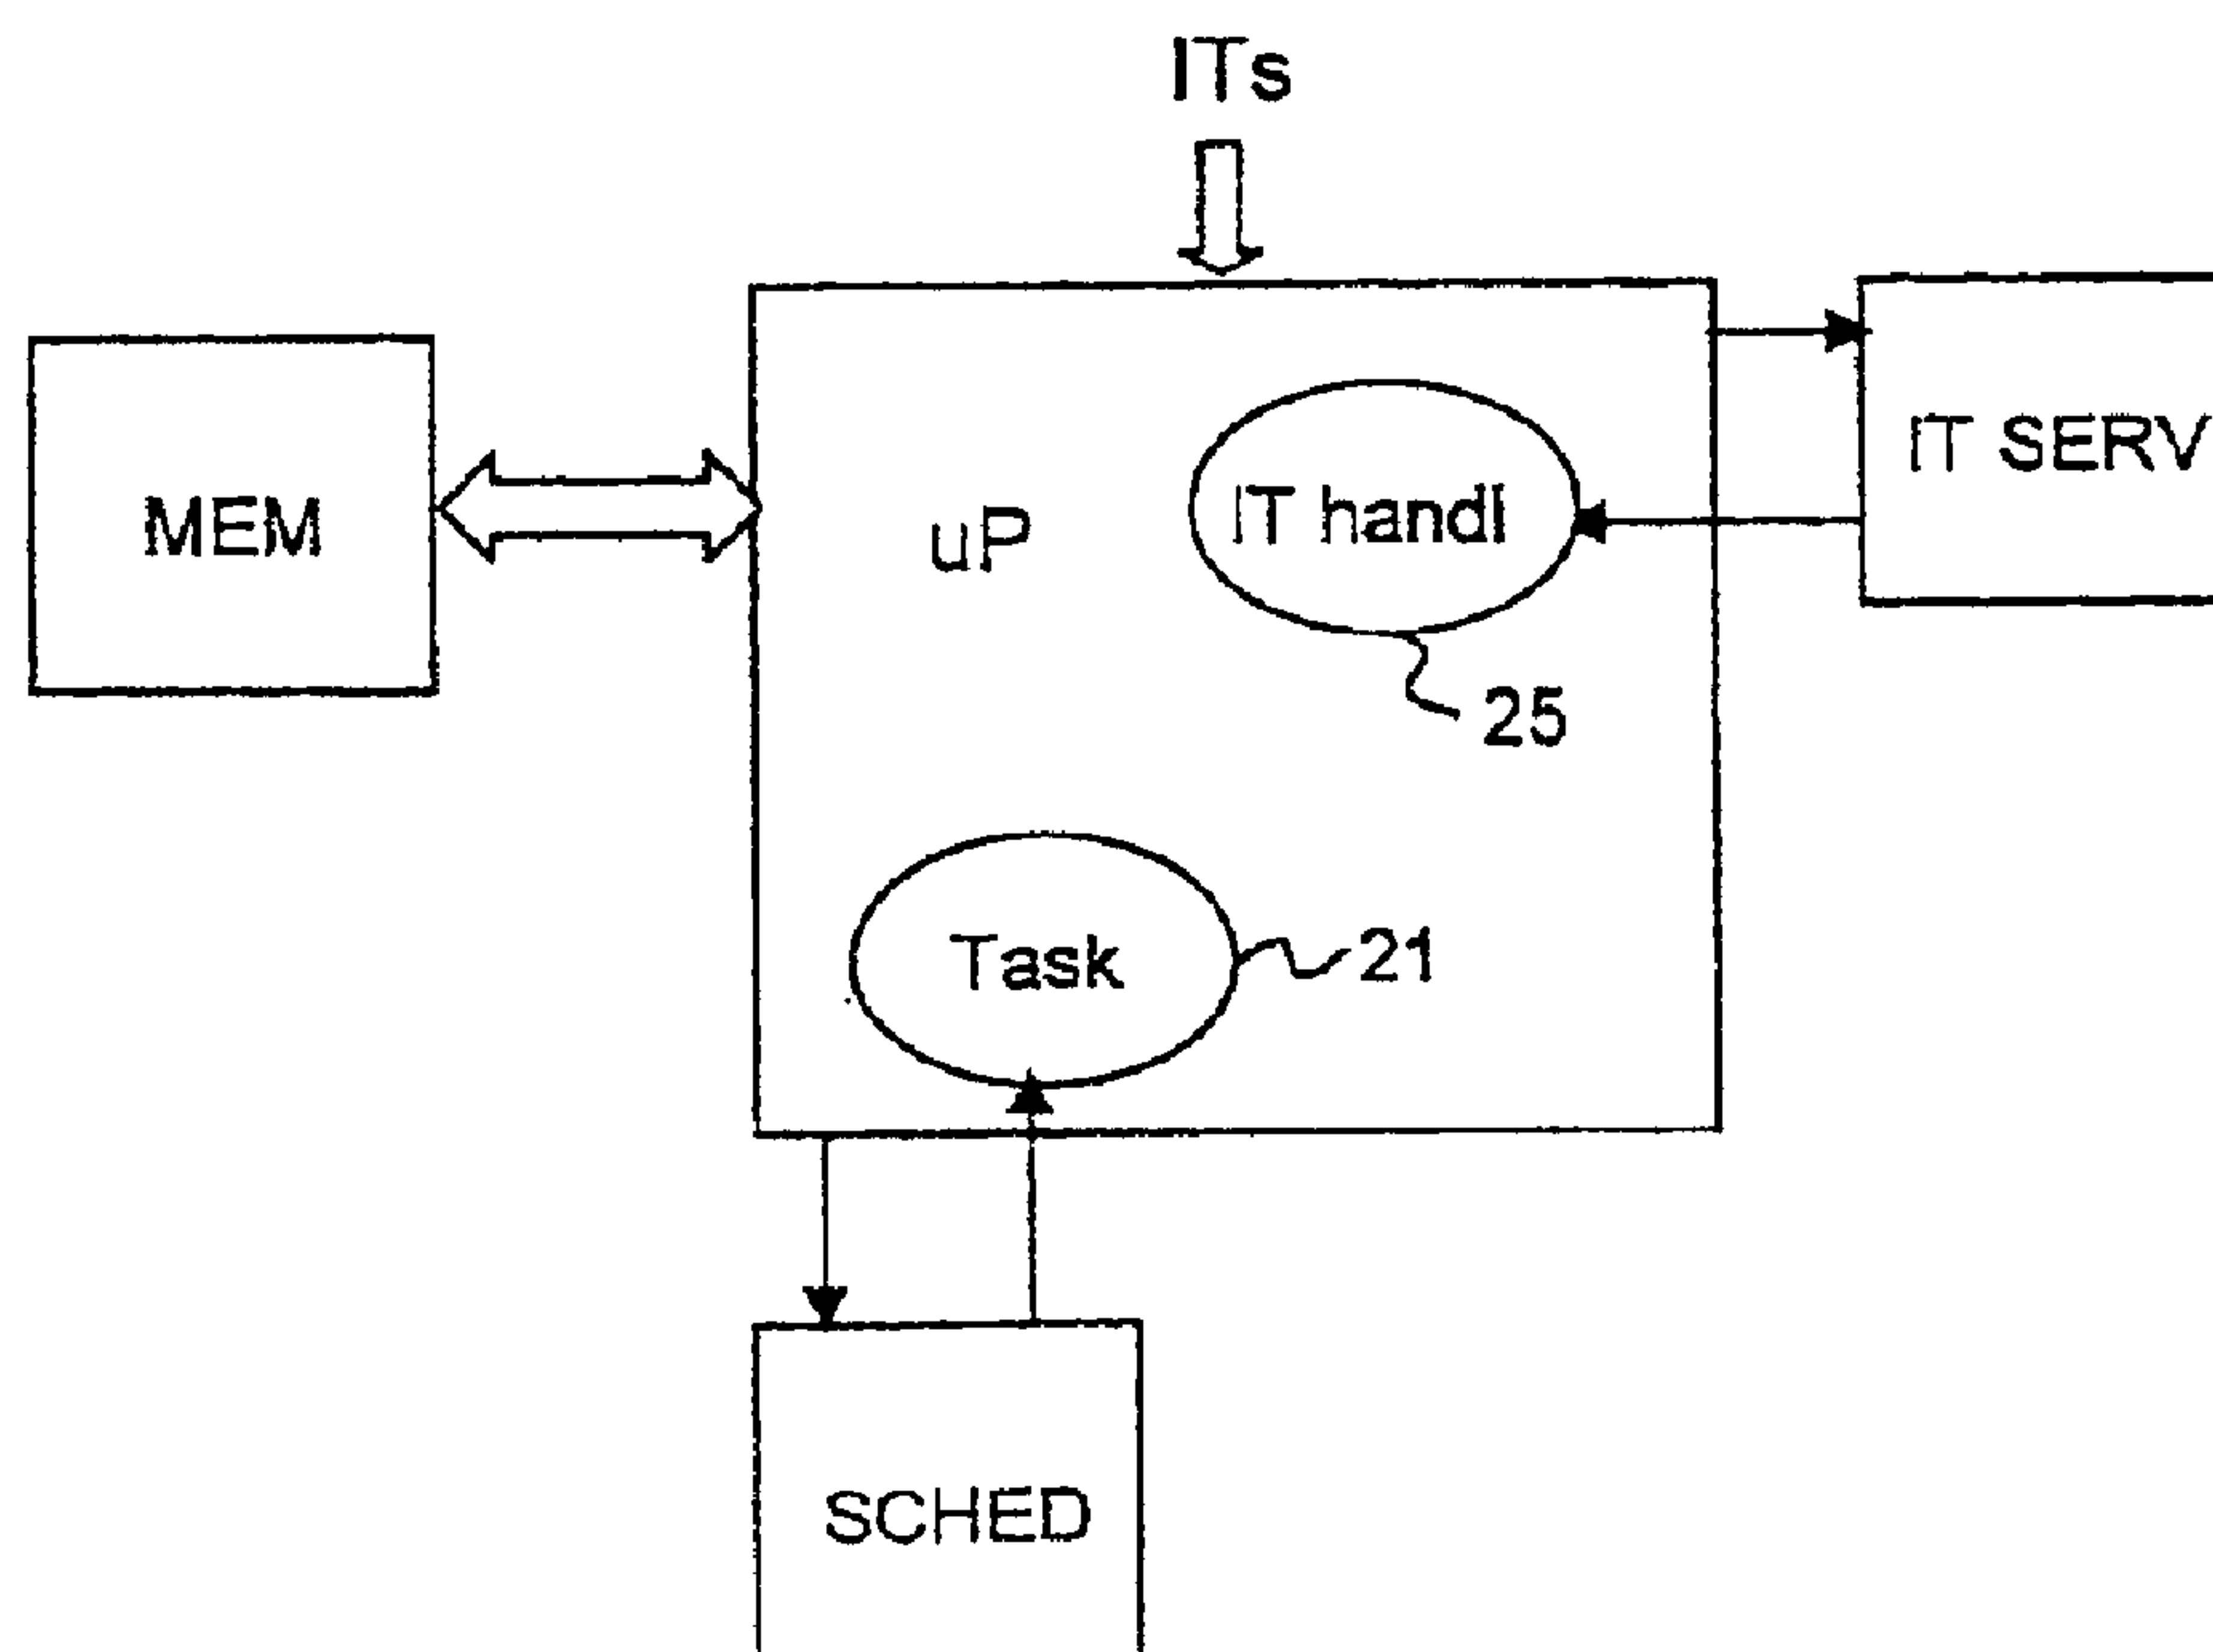 ITs
MEM
uP
IT handl
IT SERV
25
Task
21
SCHED